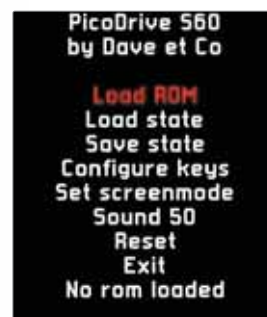 PicoDrive S60
by Dave et Co
Load ROM
Load state
Save state
Configure keys
Set screenmode
Sound 50
Reset
Exit
No rom loaded